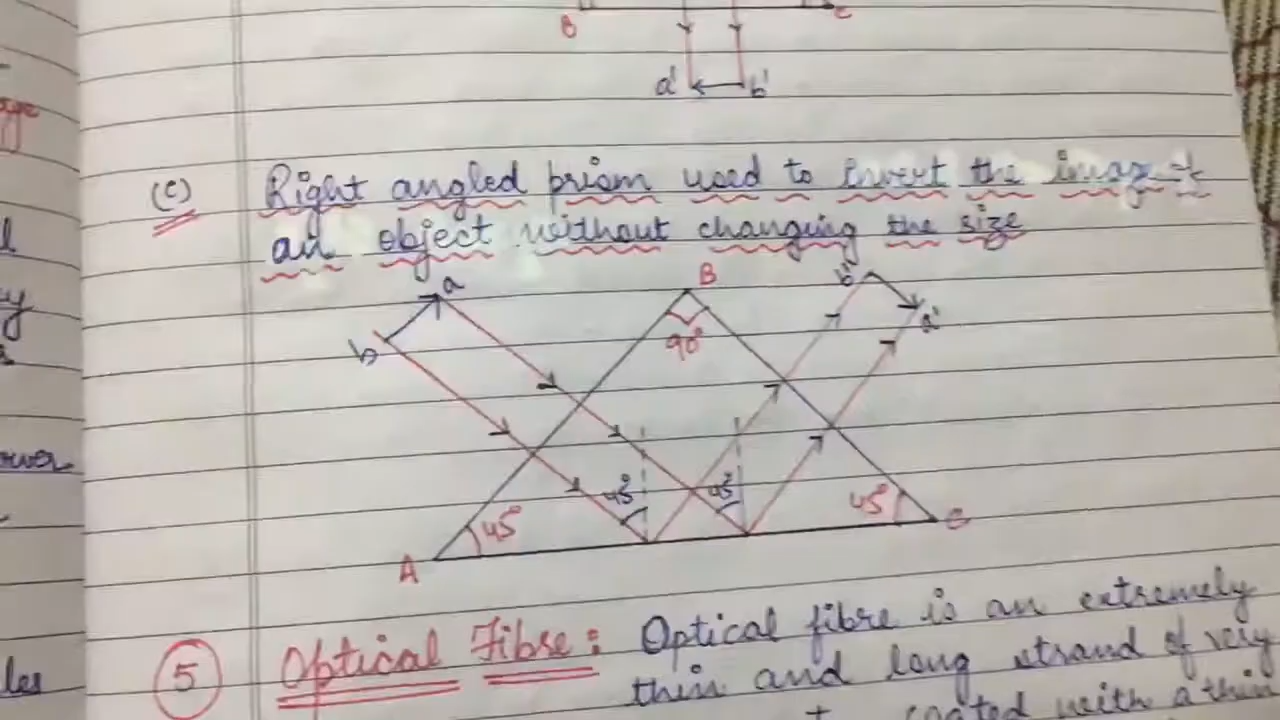 B
C
a' b'
(C) Right angled prism used to invert the image of
an object without changing the size
a B b' a'
b
90°
45° 45° 45° 45°
A C
5 Optical Fibre: Optical fibre is an extremely
thin and long strand of very
coated with a thin